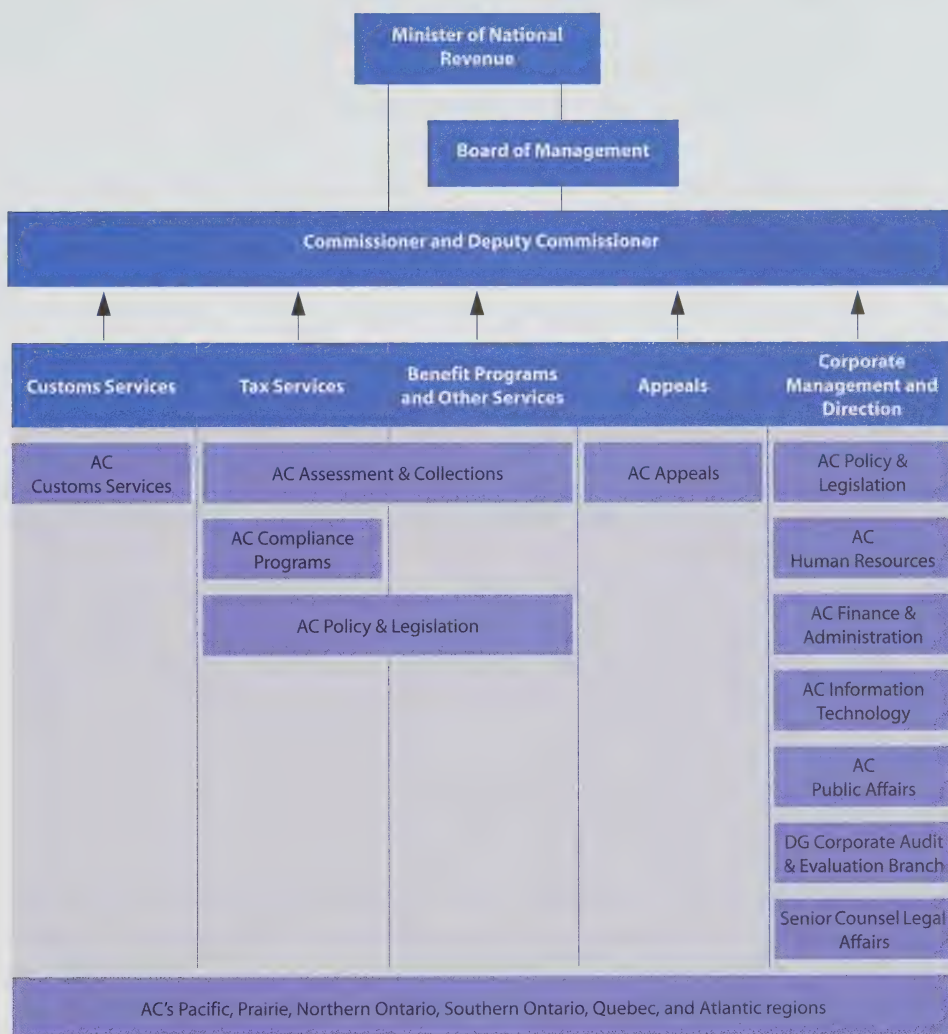 Minister of National
Revenue
Board of Management
Commissioner and Deputy Commissioner
Customs Services
Tax Services
Benefit Programs
and Other Services
Appeals
Corporate
Management and
Direction
AC
Customs Services
AC Assessment & Collections
AC Appeals
AC Policy &
Legislation
AC Compliance
Programs
AC
Human Resources
AC Policy & Legislation
AC Finance &
Administration
AC Information
Technology
AC
Public Affairs
DG Corporate Audit
& Evaluation Branch
Senior Counsel Legal
Affairs
AC's Pacific, Prairie, Northern Ontario, Southern Ontario, Quebec, and Atlantic regions